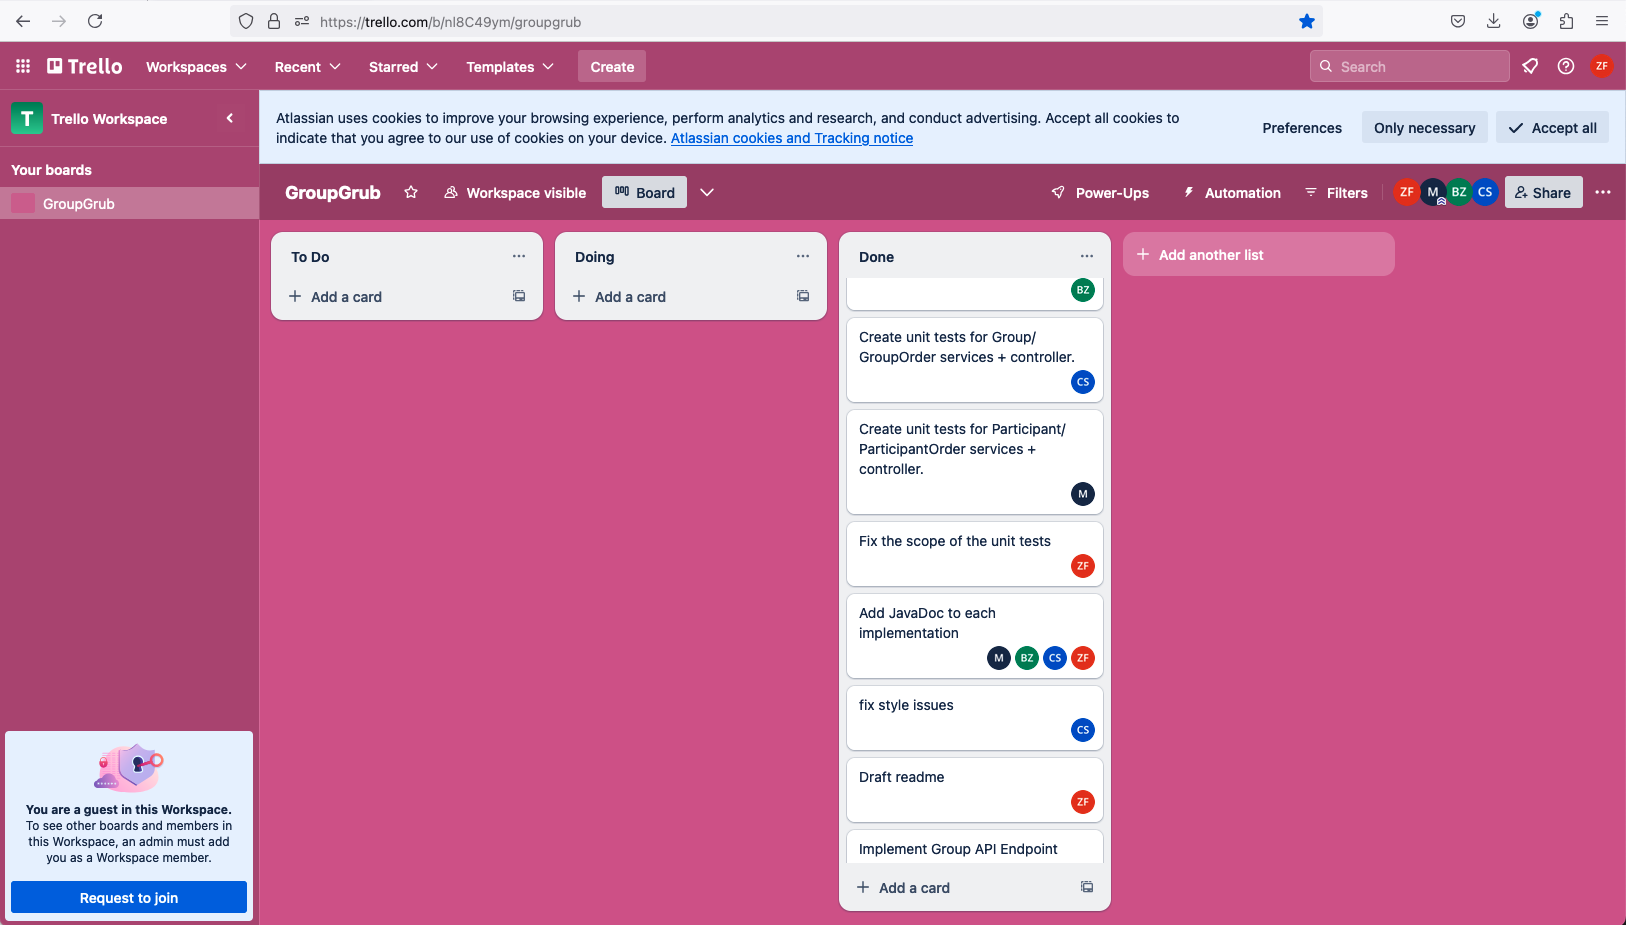 https://trello.com/b/nl8C49ym/groupgrub
Trello
Workspaces
Recent
Starred
Templates
Create
Search
ZF
T
Trello Workspace
Atlassian uses cookies to improve your browsing experience, perform analytics and research, and conduct advertising. Accept all cookies to
indicate that you agree to our use of cookies on your device. Atlassian cookies and Tracking notice
Preferences
Only necessary
Accept all
Your boards
GroupGrub
GroupGrub
Workspace visible
Board
Power-Ups
Automation
Filters
ZF
M
BZ
CS
Share
To Do
Add a card
Doing
Add a card
Done
BZ
Create unit tests for Group/
GroupOrder services + controller.
CS
Create unit tests for Participant/
ParticipantOrder services +
controller.
M
Fix the scope of the unit tests
ZF
Add JavaDoc to each
implementation
M
BZ
CS
ZF
fix style issues
CS
Draft readme
ZF
Implement Group API Endpoint
Add a card
Add another list
You are a guest in this Workspace.
To see other boards and members in
this Workspace, an admin must add
you as a Workspace member.
Request to join